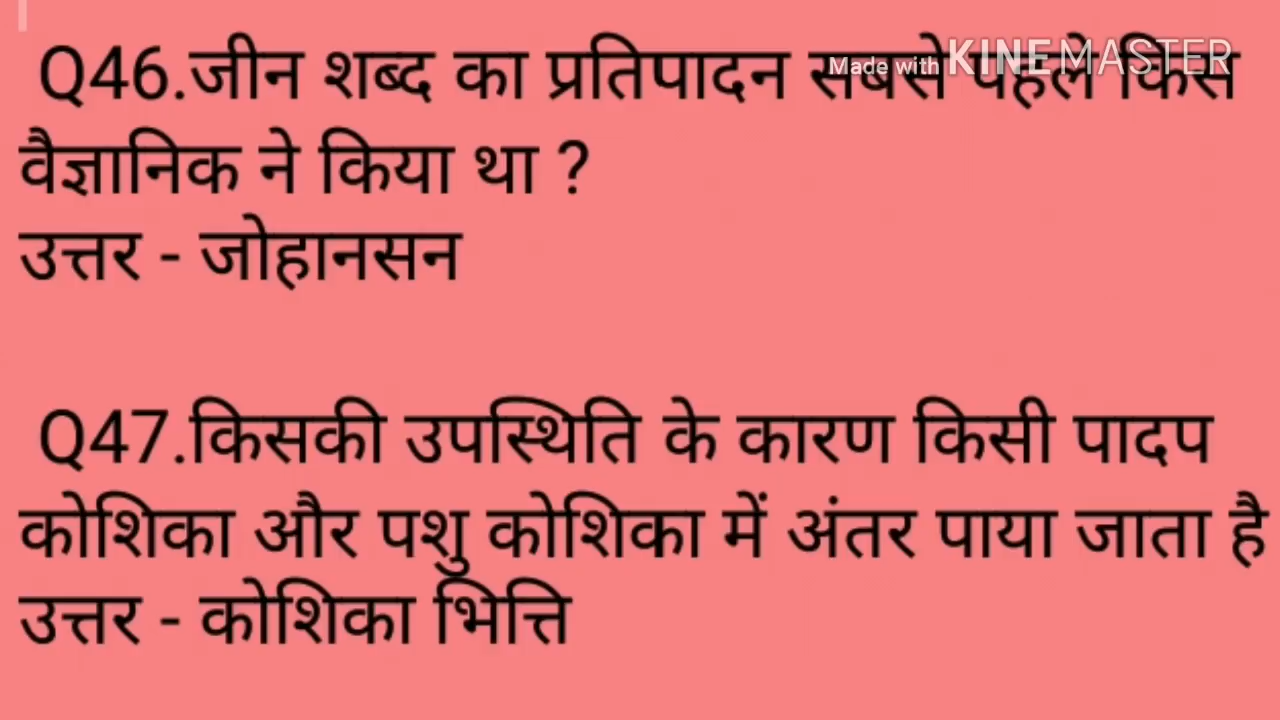 Made with KINEMASTER
Q46.जीन शब्द का प्रतिपादन सबसे पहले किस
वैज्ञानिक ने किया था ?
उत्तर - जोहानसन
Q47.किसकी उपस्थिति के कारण किसी पादप
कोशिका और पशु कोशिका में अंतर पाया जाता है
उत्तर - कोशिका भित्ति